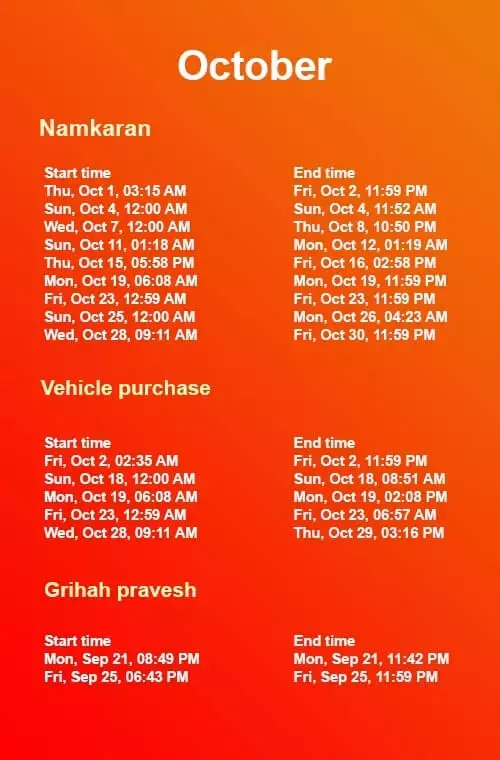 October
Namkaran
Start time End time
Thu, Oct 1, 03:15 AM Fri, Oct 2, 11:59 PM
Sun, Oct 4, 12:00 AM Sun, Oct 4, 11:52 AM
Wed, Oct 7, 12:00 AM Thu, Oct 8, 10:50 PM
Sun, Oct 11, 01:18 AM Mon, Oct 12, 01:19 AM
Thu, Oct 15, 05:58 PM Fri, Oct 16, 02:58 PM
Mon, Oct 19, 06:08 AM Mon, Oct 19, 11:59 PM
Fri, Oct 23, 12:59 AM Fri, Oct 23, 11:59 PM
Sun, Oct 25, 12:00 AM Mon, Oct 26, 04:23 AM
Wed, Oct 28, 09:11 AM Fri, Oct 30, 11:59 PM
Vehicle purchase
Start time End time
Fri, Oct 2, 02:35 AM Fri, Oct 2, 11:59 PM
Sun, Oct 18, 12:00 AM Sun, Oct 18, 08:51 AM
Mon, Oct 19, 06:08 AM Mon, Oct 19, 02:08 PM
Fri, Oct 23, 12:59 AM Fri, Oct 23, 06:57 AM
Wed, Oct 28, 09:11 AM Thu, Oct 29, 03:16 PM
Grihah pravesh
Start time End time
Mon, Sep 21, 08:49 PM Mon, Sep 21, 11:42 PM
Fri, Sep 25, 06:43 PM Fri, Sep 25, 11:59 PM